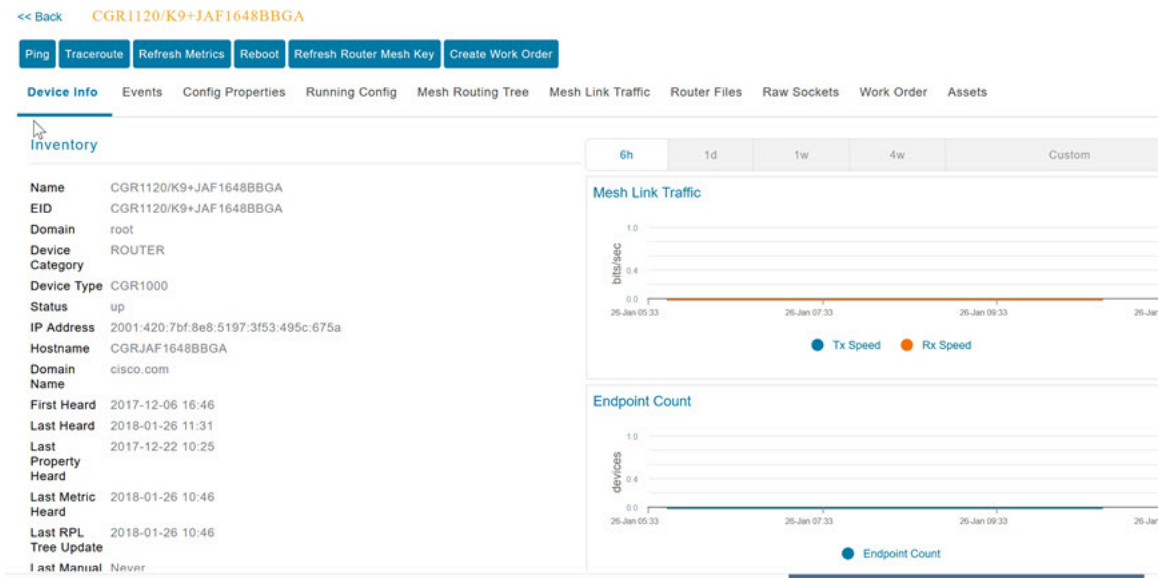 << Back CGR1120/K9+JAF1648BBGA
Ping Traceroute Refresh Metrics Reboot Refresh Router Mesh Key Create Work Order
Device Info Events Config Properties Running Config Mesh Routing Tree Mesh Link Traffic Router Files Raw Sockets Work Order Assets
Inventory
Name CGR1120/K9+JAF1648BBGA
EID CGR1120/K9+JAF1648BBGA
Domain root
Device ROUTER
Category
Device Type CGR1000
Status up
IP Address 2001:420:7bf:8e8:5197:3f53:495c:675a
Hostname CGRJAF1648BBGA
Domain cisco.com
Name
First Heard 2017-12-06 16:46
Last Heard 2018-01-26 11:31
Last 2017-12-22 10:25
Property
Heard
Last Metric 2018-01-26 10:46
Heard
Last RPL 2018-01-26 10:46
Tree Update
Last Manual Never
6h 1d 1w 4w Custom
Mesh Link Traffic
1.0
bits/sec
0.4
0.0
26-Jan 05:33 26-Jan 07:33 26-Jan 09:33 26-Jan
Tx Speed Rx Speed
Endpoint Count
1.0
devices
0.4
0.0
26-Jan 05:33 26-Jan 07:33 26-Jan 09:33 26-Jan
Endpoint Count